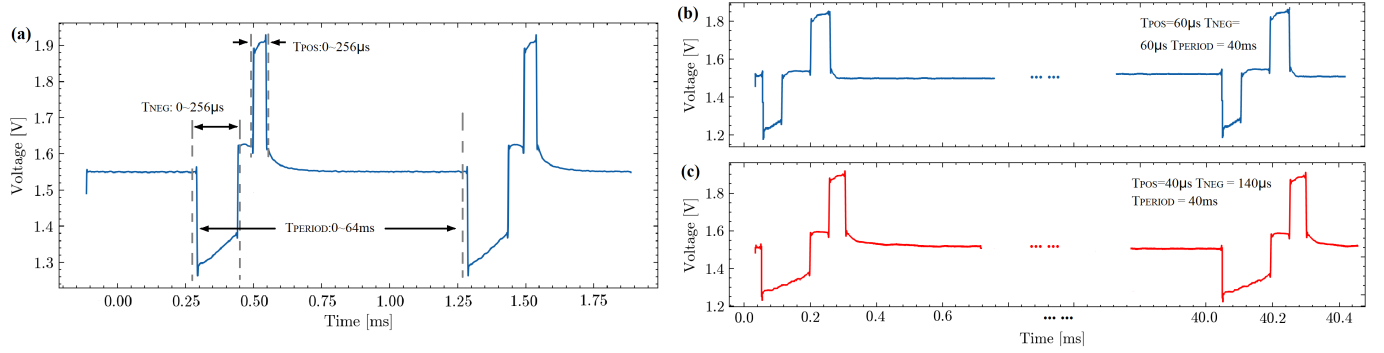 (a)
Voltage [V]
1.9
1.8
1.7
1.6
1.5
1.4
1.3
TPOS:0~256μs
TNEG: 0~256μs
TPERIOD:0~64ms
0.00 0.25 0.50 0.75 1.00 1.25 1.50 1.75
Time [ms]
(b)
Voltage [V]
1.8
1.6
1.4
1.2
TPOS=60μs TNEG=
60μs TPERIOD = 40ms
... ...
(c)
Voltage [V]
1.8
1.6
1.4
1.2
TPOS=40μs TNEG = 140μs
TPERIOD = 40ms
... ...
0.0 0.2 0.4 0.6 ... ... 40.0 40.2 40.4
Time [ms]